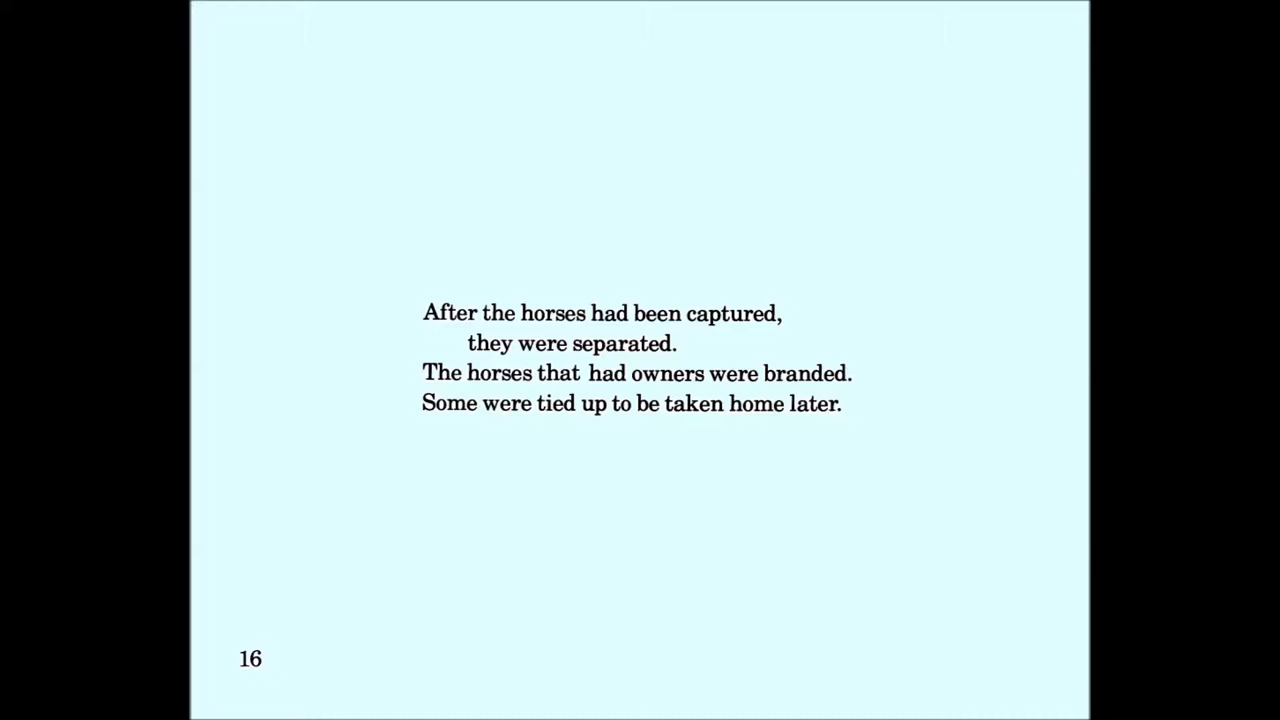 After the horses had been captured,
they were separated.
The horses that had owners were branded.
Some were tied up to be taken home later.
16